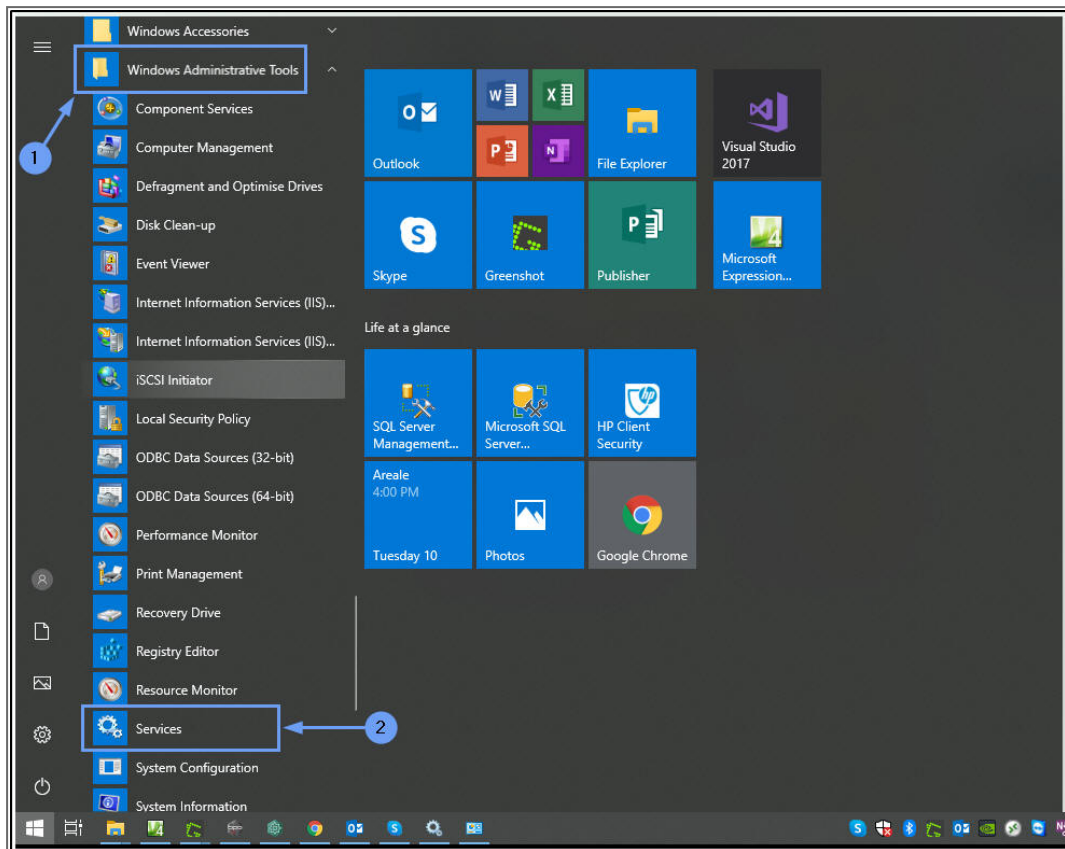 Windows Accessories
Windows Administrative Tools
1
Component Services
Computer Management
Defragment and Optimise Drives
Disk Clean-up
Event Viewer
Internet Information Services (IIS)...
Internet Information Services (IIS)...
iSCSI Initiator
Local Security Policy
ODBC Data Sources (32-bit)
ODBC Data Sources (64-bit)
Performance Monitor
Print Management
Recovery Drive
Registry Editor
Resource Monitor
Services
2
System Configuration
System Information
Outlook
File Explorer
Visual Studio
2017
Skype
Greenshot
Publisher
Microsoft
Expression...
Life at a glance
SQL Server
Management...
Microsoft SQL
Server...
HP Client
Security
Areale
4:00 PM
Tuesday 10
Photos
Google Chrome